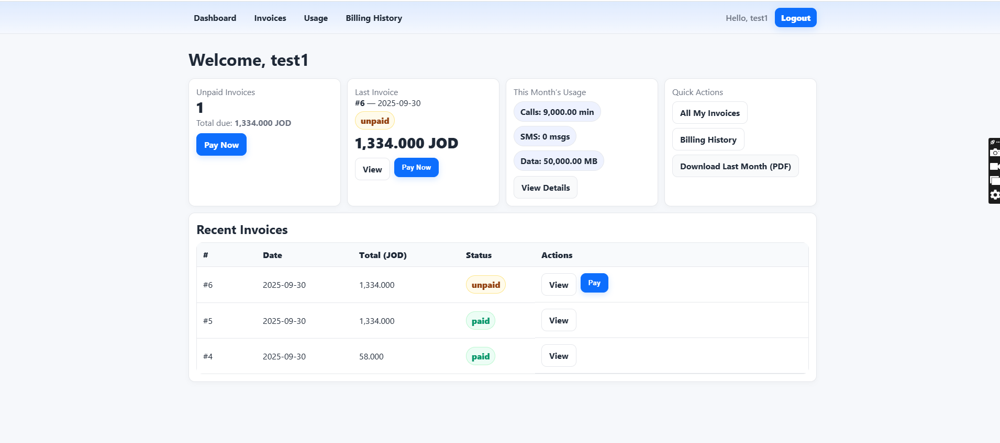 Dashboard Invoices Usage Billing History Hello, test1 Logout
Welcome, test1
Unpaid Invoices
1
Total due: 1,334.000 JOD
Pay Now
Last Invoice
#6 — 2025-09-30
unpaid
1,334.000 JOD
View Pay Now
This Month’s Usage
Calls: 9,000.00 min
SMS: 0 msgs
Data: 50,000.00 MB
View Details
Quick Actions
All My Invoices
Billing History
Download Last Month (PDF)
Recent Invoices
# Date Total (JOD) Status Actions
#6 2025-09-30 1,334.000 unpaid View Pay
#5 2025-09-30 1,334.000 paid View
#4 2025-09-30 58.000 paid View